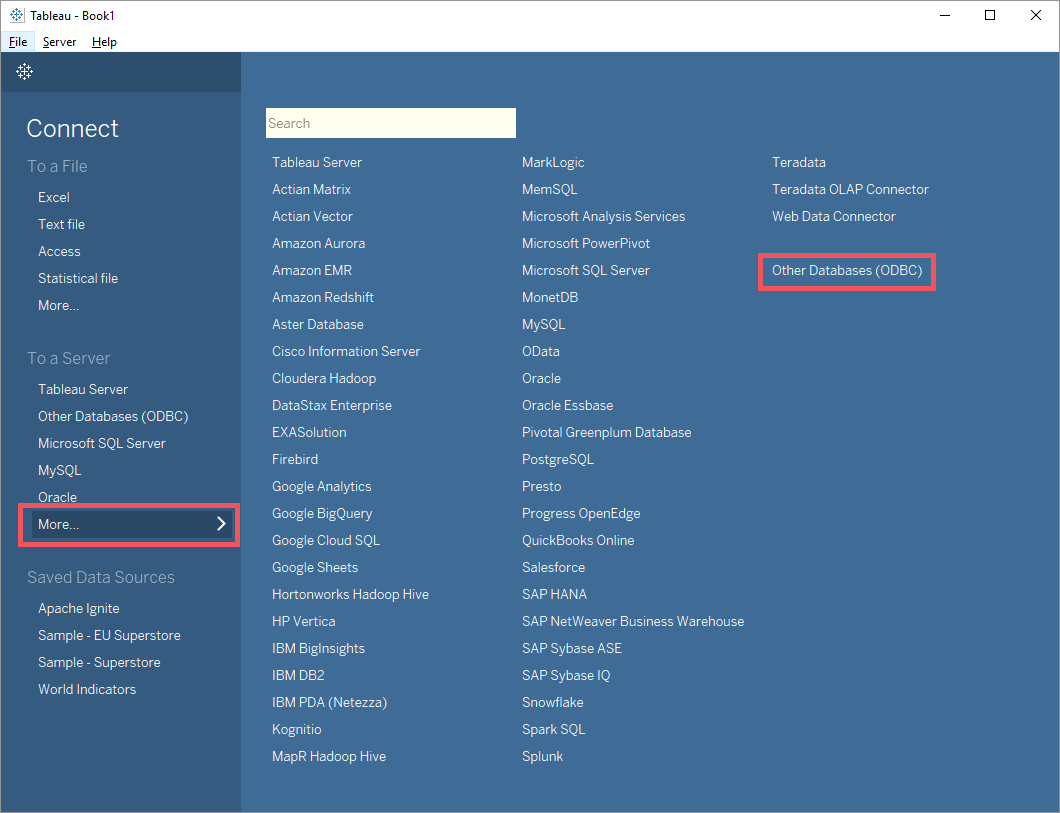 Tableau - Book1
File Server Help
Connect
To a File
Excel
Text file
Access
Statistical file
More...
To a Server
Tableau Server
Other Databases (ODBC)
Microsoft SQL Server
MySQL
Oracle
More...
Saved Data Sources
Apache Ignite
Sample - EU Superstore
Sample - Superstore
World Indicators
Search
Tableau Server
Actian Matrix
Actian Vector
Amazon Aurora
Amazon EMR
Amazon Redshift
Aster Database
Cisco Information Server
Cloudera Hadoop
DataStax Enterprise
EXASolution
Firebird
Google Analytics
Google BigQuery
Google Cloud SQL
Google Sheets
Hortonworks Hadoop Hive
HP Vertica
IBM BigInsights
IBM DB2
IBM PDA (Netezza)
Kognitio
MapR Hadoop Hive
MarkLogic
MemSQL
Microsoft Analysis Services
Microsoft PowerPivot
Microsoft SQL Server
MonetDB
MySQL
OData
Oracle
Oracle Essbase
Pivotal Greenplum Database
PostgreSQL
Presto
Progress OpenEdge
QuickBooks Online
Salesforce
SAP HANA
SAP NetWeaver Business Warehouse
SAP Sybase ASE
SAP Sybase IQ
Snowflake
Spark SQL
Splunk
Teradata
Teradata OLAP Connector
Web Data Connector
Other Databases (ODBC)